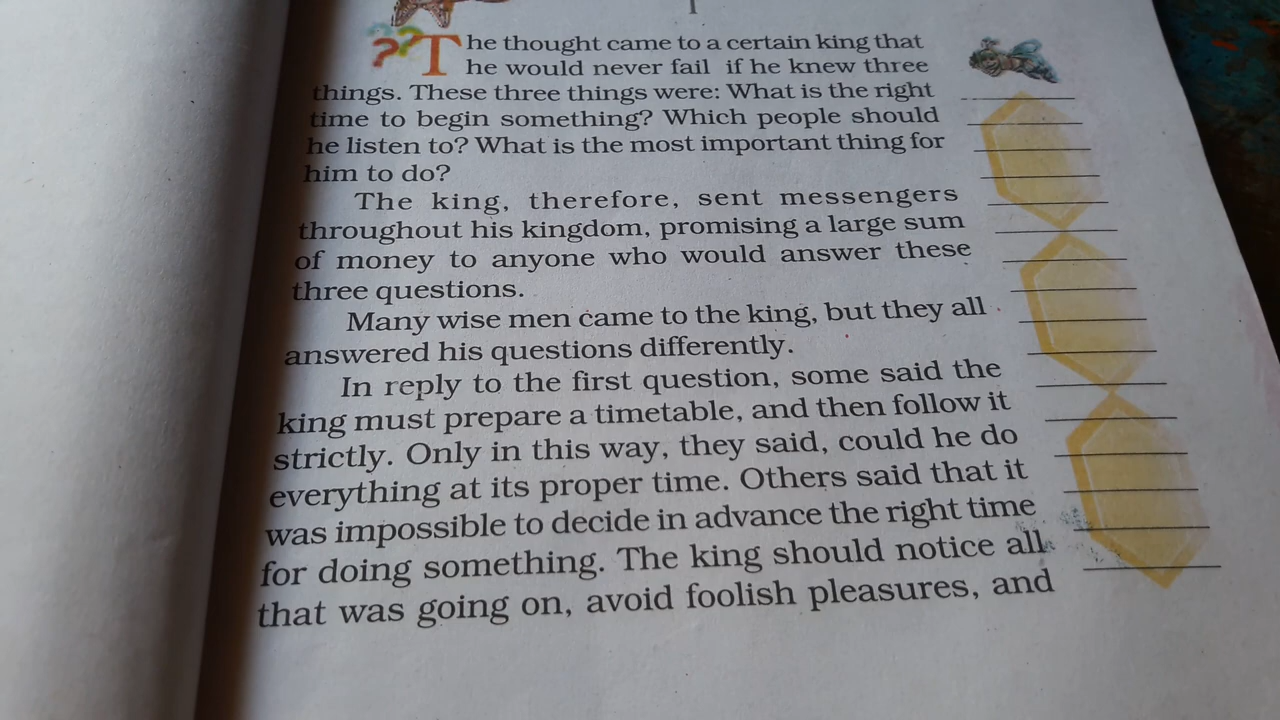 I
The thought came to a certain king that
he would never fail if he knew three
things. These three things were: What is the right
time to begin something? Which people should
he listen to? What is the most important thing for
him to do?
The king, therefore, sent messengers
throughout his kingdom, promising a large sum
of money to anyone who would answer these
three questions.
Many wise men came to the king, but they all
answered his questions differently.
In reply to the first question, some said the
king must prepare a timetable, and then follow it
strictly. Only in this way, they said, could he do
everything at its proper time. Others said that it
was impossible to decide in advance the right time
for doing something. The king should notice all
that was going on, avoid foolish pleasures, and